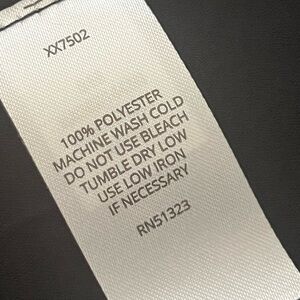 XX7502
100% POLYESTER
MACHINE WASH COLD
DO NOT USE BLEACH
TUMBLE DRY LOW
USE LOW IRON
IF NECESSARY
RN51323